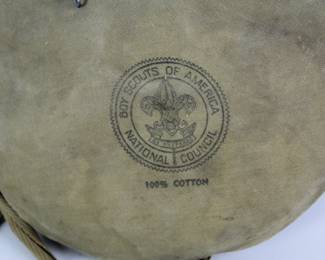 BOY SCOUTS OF AMERICA
BE PREPARED
NATIONAL COUNCIL
100% COTTON